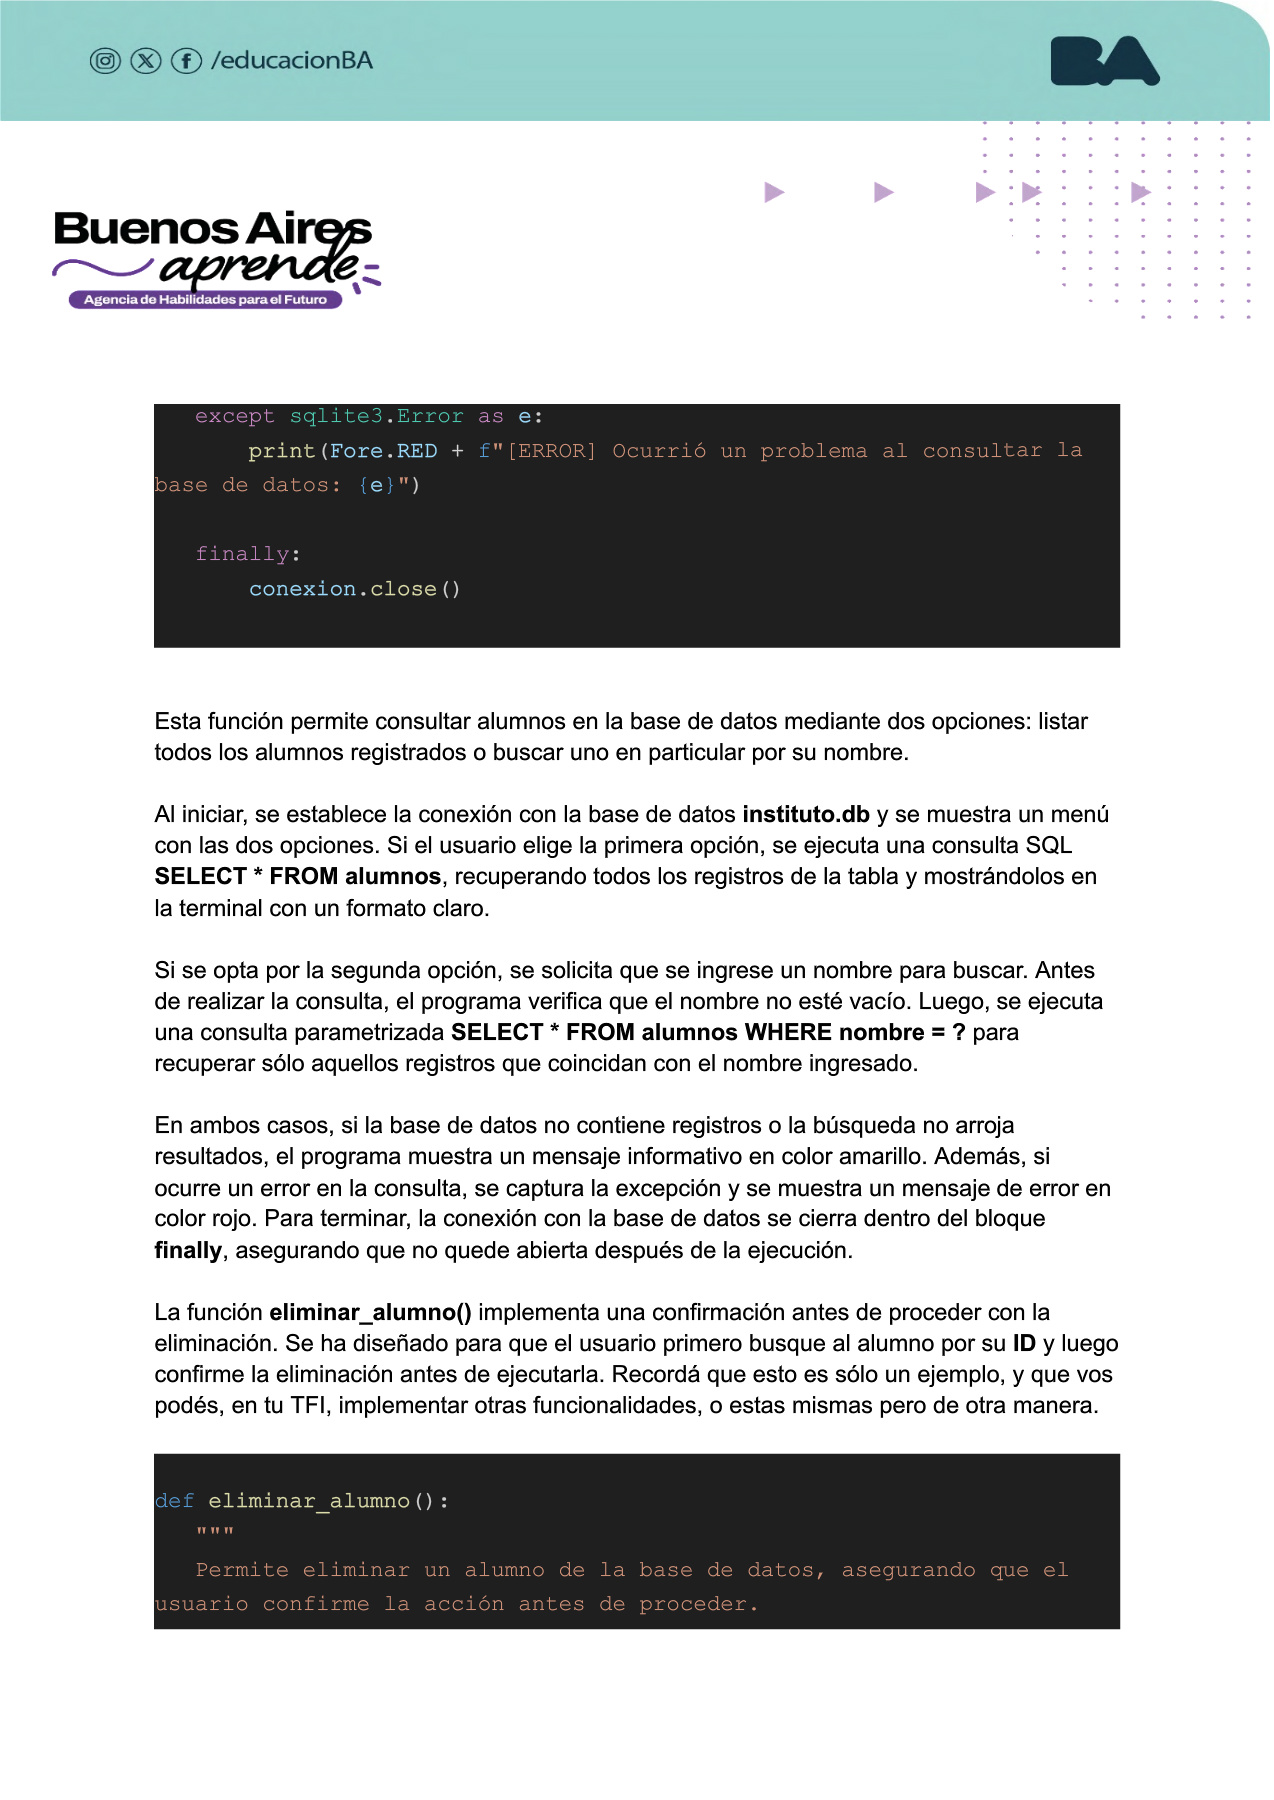 /educacionBA
BA
Buenos Aires
aprende
Agencia de Habilidades para el Futuro
except sqlite3.Error as e:
print(Fore.RED + f"[ERROR] Ocurrió un problema al consultar la
base de datos: {e}")
finally:
conexion.close()
Esta función permite consultar alumnos en la base de datos mediante dos opciones: listar
todos los alumnos registrados o buscar uno en particular por su nombre.
Al iniciar, se establece la conexión con la base de datos instituto.db y se muestra un menú
con las dos opciones. Si el usuario elige la primera opción, se ejecuta una consulta SQL
SELECT * FROM alumnos, recuperando todos los registros de la tabla y mostrándolos en
la terminal con un formato claro.
Si se opta por la segunda opción, se solicita que se ingrese un nombre para buscar. Antes
de realizar la consulta, el programa verifica que el nombre no esté vacío. Luego, se ejecuta
una consulta parametrizada SELECT * FROM alumnos WHERE nombre = ? para
recuperar sólo aquellos registros que coincidan con el nombre ingresado.
En ambos casos, si la base de datos no contiene registros o la búsqueda no arroja
resultados, el programa muestra un mensaje informativo en color amarillo. Además, si
ocurre un error en la consulta, se captura la excepción y se muestra un mensaje de error en
color rojo. Para terminar, la conexión con la base de datos se cierra dentro del bloque
finally, asegurando que no quede abierta después de la ejecución.
La función eliminar_alumno() implementa una confirmación antes de proceder con la
eliminación. Se ha diseñado para que el usuario primero busque al alumno por su ID y luego
confirme la eliminación antes de ejecutarla. Recordá que esto es sólo un ejemplo, y que vos
podés, en tu TFI, implementar otras funcionalidades, o estas mismas pero de otra manera.
def eliminar_alumno():
"""
Permite eliminar un alumno de la base de datos, asegurando que el
usuario confirme la acción antes de proceder.